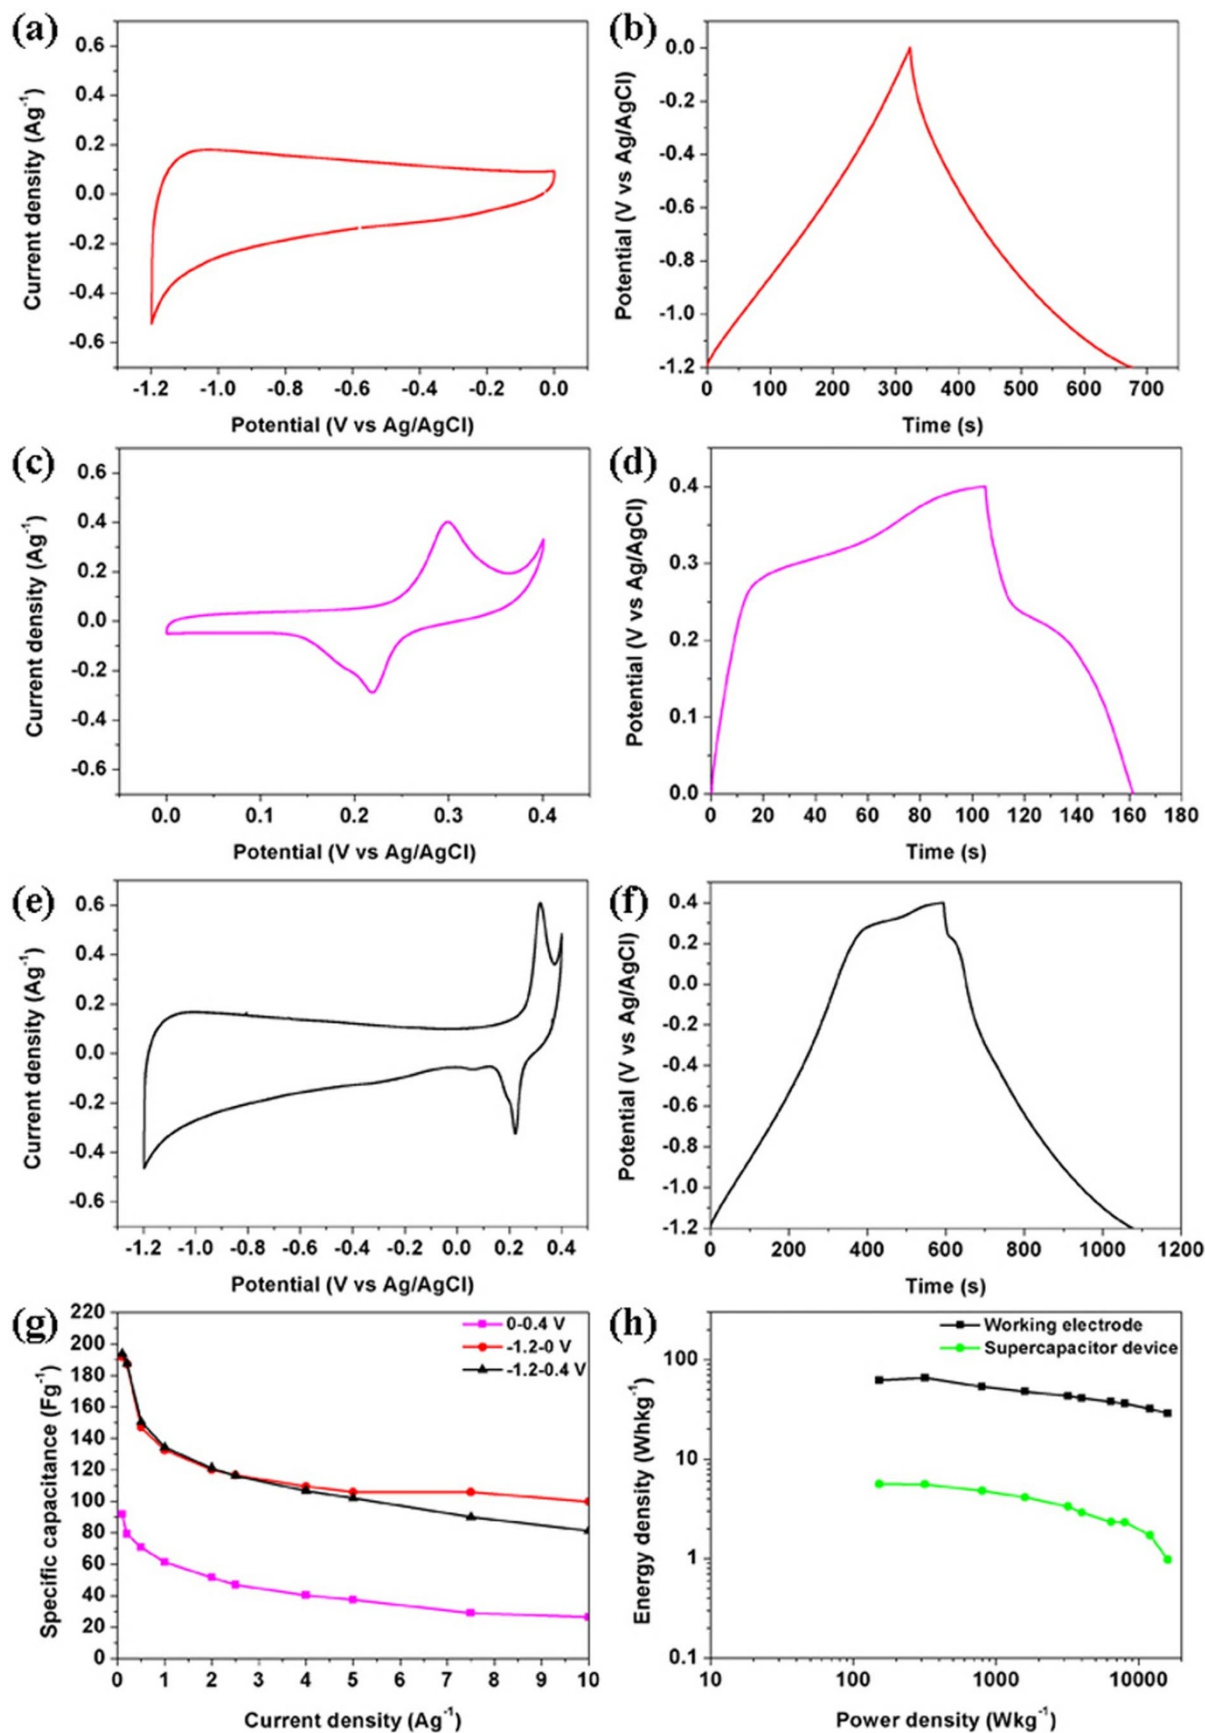 (a)
0.6
0.4
0.2
0.0
-0.2
-0.4
-0.6
Current density (Ag⁻¹)
-1.2 -1.0 -0.8 -0.6 -0.4 -0.2 0.0
Potential (V vs Ag/AgCl)
(b)
0.0
-0.2
-0.4
-0.6
-0.8
-1.0
-1.2
Potential (V vs Ag/AgCl)
0 100 200 300 400 500 600 700
Time (s)
(c)
0.6
0.4
0.2
0.0
-0.2
-0.4
-0.6
Current density (Ag⁻¹)
0.0 0.1 0.2 0.3 0.4
Potential (V vs Ag/AgCl)
(d)
0.4
0.3
0.2
0.1
0.0
Potential (V vs Ag/AgCl)
0 20 40 60 80 100 120 140 160 180
Time (s)
(e)
0.6
0.4
0.2
0.0
-0.2
-0.4
-0.6
Current density (Ag⁻¹)
-1.2 -1.0 -0.8 -0.6 -0.4 -0.2 0.0 0.2 0.4
Potential (V vs Ag/AgCl)
(f)
0.4
0.2
0.0
-0.2
-0.4
-0.6
-0.8
-1.0
-1.2
Potential (V vs Ag/AgCl)
0 200 400 600 800 1000 1200
Time (s)
(g)
220
200
180
160
140
120
100
80
60
40
20
0
Specific capacitance (Fg⁻¹)
0-0.4 V
-1.2-0 V
-1.2-0.4 V
0 1 2 3 4 5 6 7 8 9 10
Current density (Ag⁻¹)
(h)
100
10
1
0.1
Energy density (Whkg⁻¹)
Working electrode
Supercapacitor device
10 100 1000 10000
Power density (Wkg⁻¹)